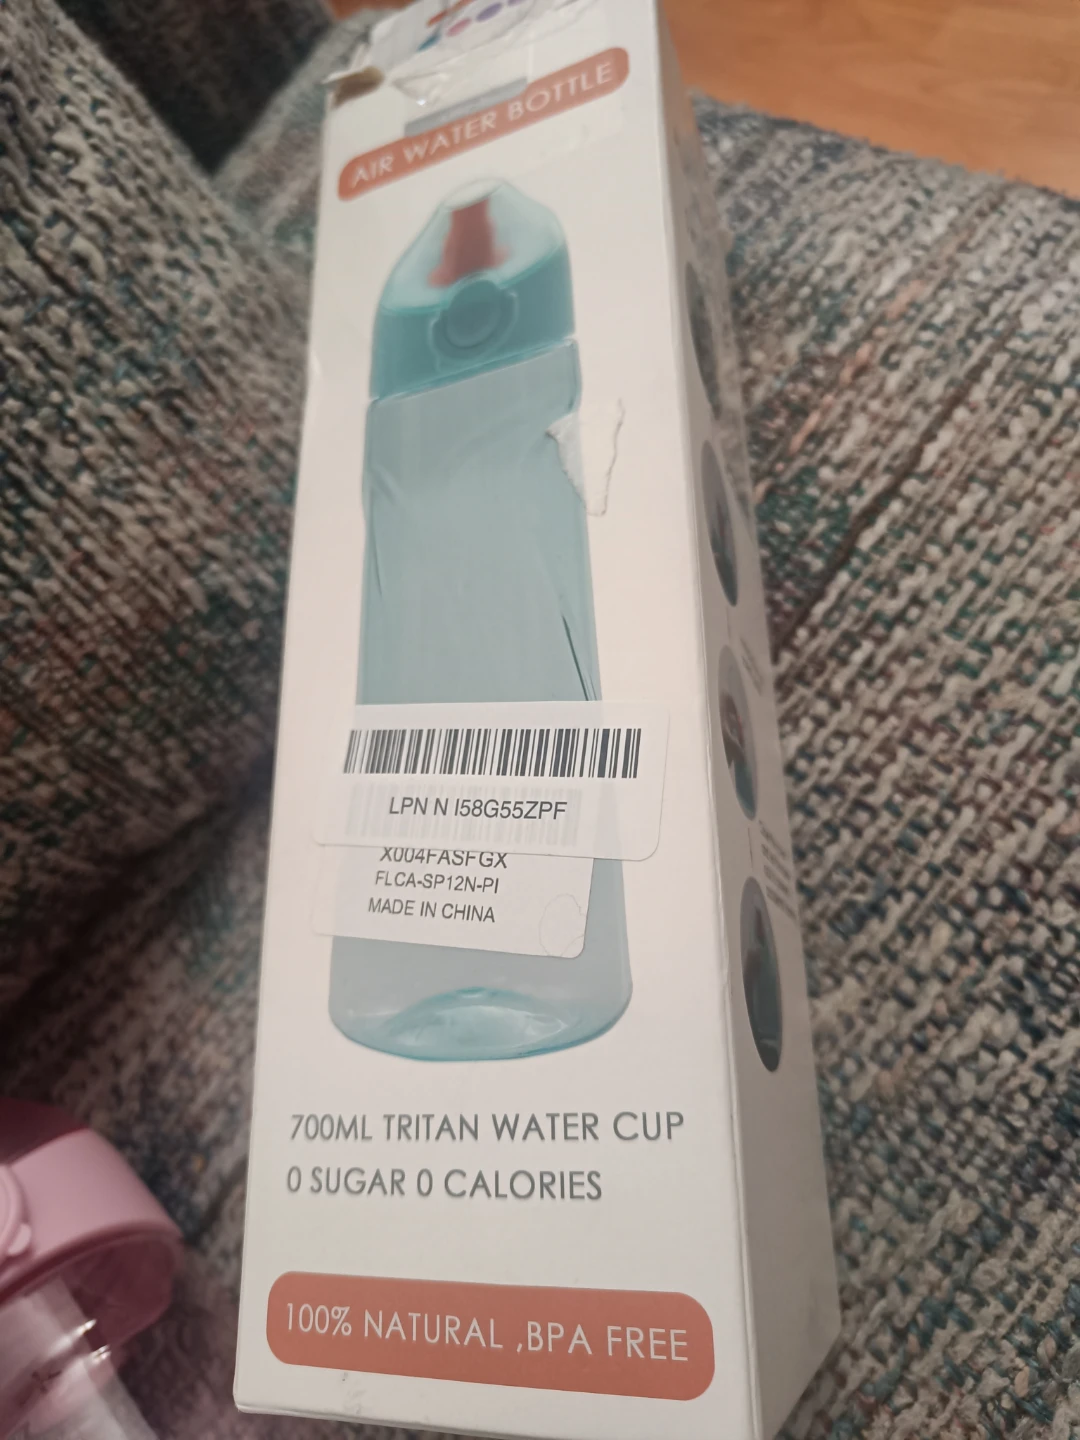 AIR WATER BOTTLE
LPN N I58G55ZPF
X004FASFGX
FLCA-SP12N-PI
MADE IN CHINA
700ML TRITAN WATER CUP
0 SUGAR 0 CALORIES
100% NATURAL ,BPA FREE